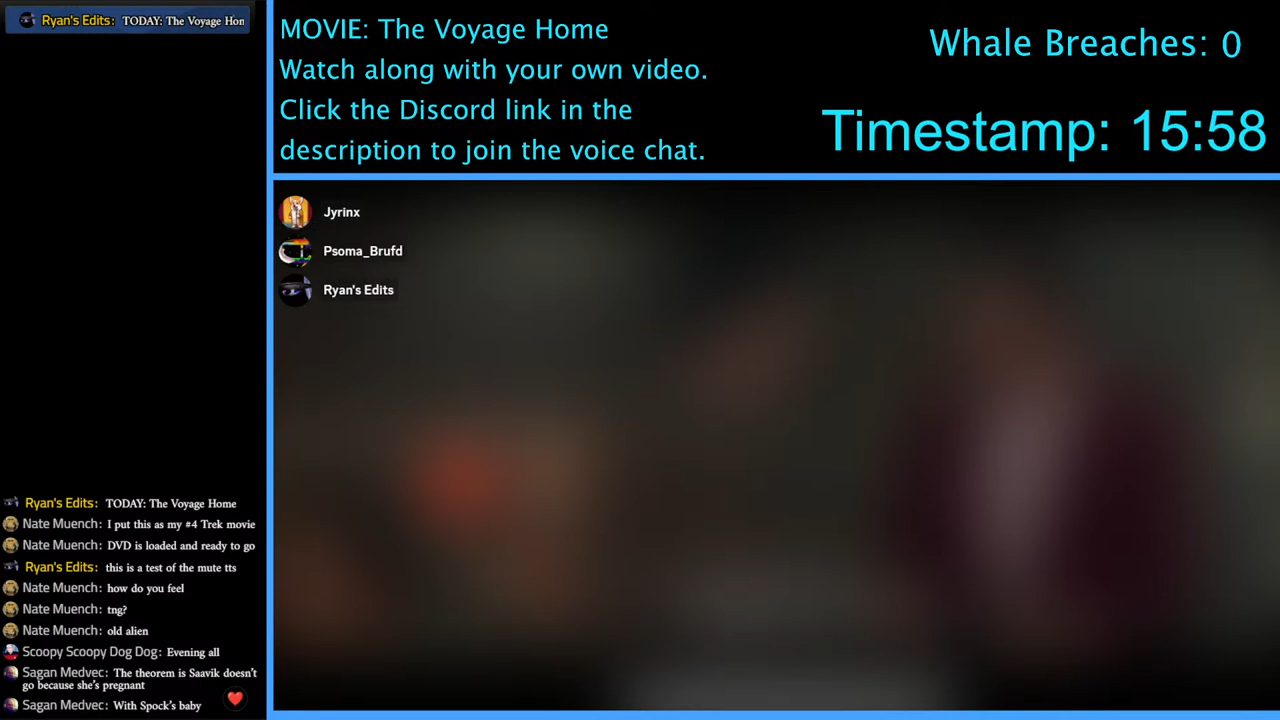 Ryan's Edits: TODAY: The Voyage Hon
MOVIE: The Voyage Home
Watch along with your own video.
Click the Discord link in the
description to join the voice chat.
Whale Breaches: 0
Timestamp: 15:58
Jyrinx
Psoma_Brufd
Ryan's Edits
Ryan's Edits: TODAY: The Voyage Home
Nate Muench: I put this as my #4 Trek movie
Nate Muench: DVD is loaded and ready to go
Ryan's Edits: this is a test of the mute tts
Nate Muench: how do you feel
Nate Muench: tng?
Nate Muench: old alien
Scoopy Scoopy Dog Dog: Evening all
Sagan Medvec: The theorem is Saavik doesn't
go because she's pregnant
Sagan Medvec: With Spock's baby